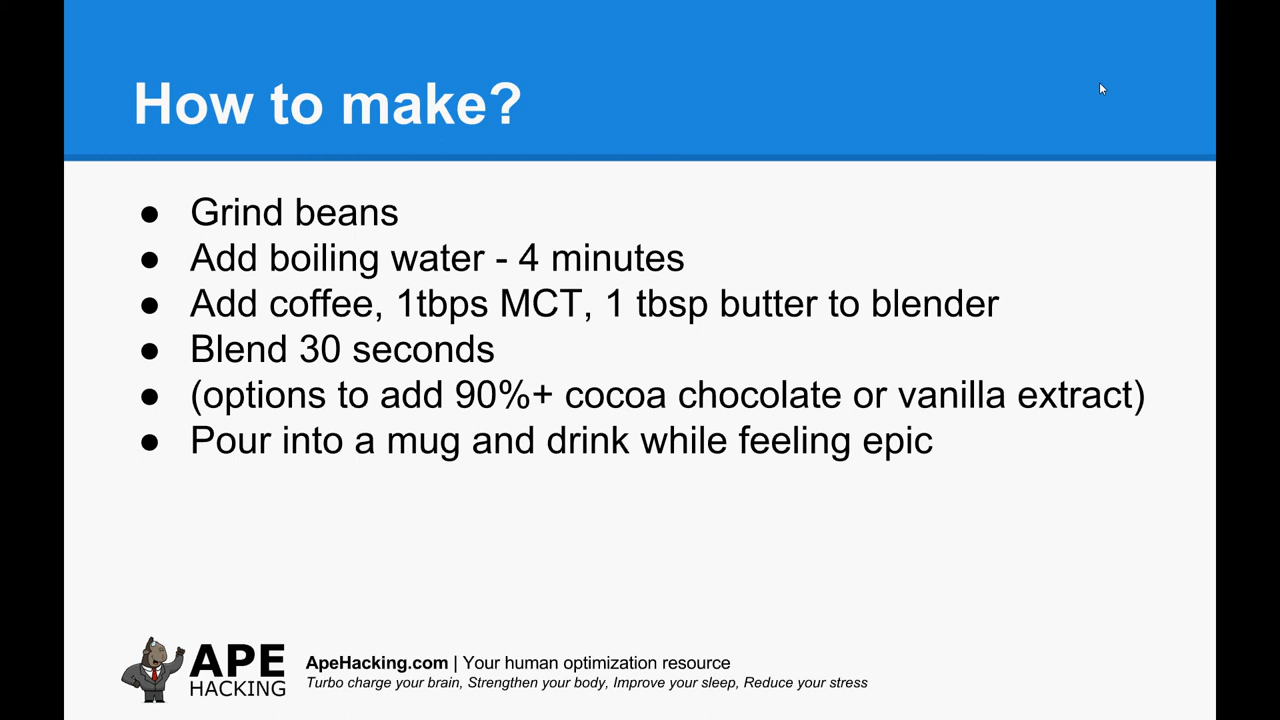 How to make?
● Grind beans
● Add boiling water - 4 minutes
● Add coffee, 1tbps MCT, 1 tbsp butter to blender
● Blend 30 seconds
● (options to add 90%+ cocoa chocolate or vanilla extract)
● Pour into a mug and drink while feeling epic
APE
HACKING
ApeHacking.com | Your human optimization resource
Turbo charge your brain, Strengthen your body, Improve your sleep, Reduce your stress